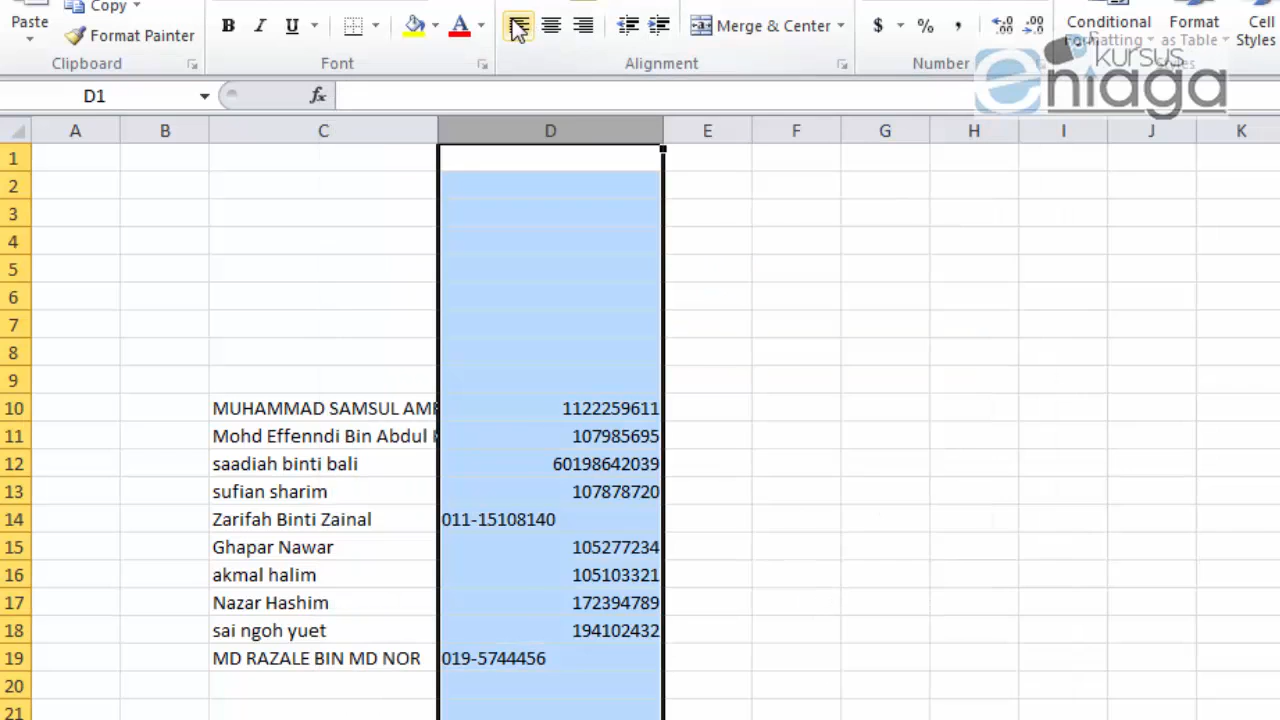 Copy
Paste
Format Painter
Clipboard
B I U
A
Font
Merge & Center
Alignment
$ % ,
Number
Conditional
Formatting
Format
as Table
Cell
Styles
Styles
kursus
eniaga
D1
fx
A B C D E F G H I J K
1
2
3
4
5
6
7
8
9
10 MUHAMMAD SAMSUL 1122259611
11 Mohd Effenndi Bin Abdul 107985695
12 saadiah binti bali 60198642039
13 sufian sharim 107878720
14 Zarifah Binti Zainal 011-15108140
15 Ghapar Nawar 105277234
16 akmal halim 105103321
17 Nazar Hashim 172394789
18 sai ngoh yuet 194102432
19 MD RAZALE BIN MD NOR 019-5744456
20
21